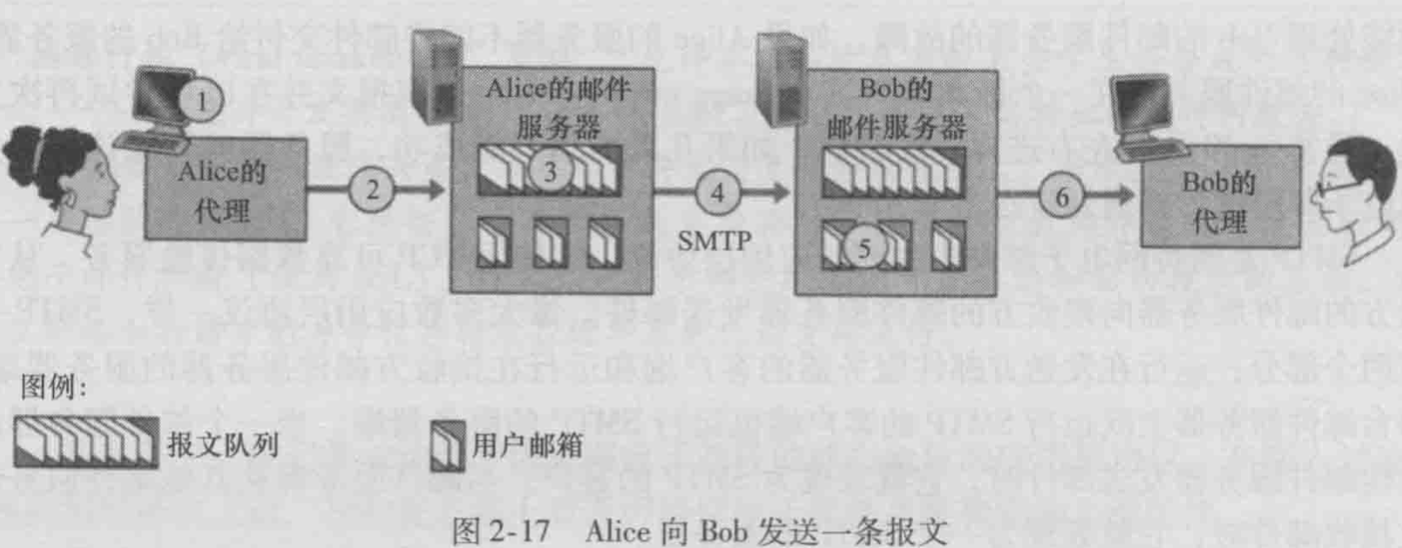 Alice的邮件
服务器
Bob的
邮件服务器
1
Alice的
代理
2
3
4
SMTP
5
6
Bob的
代理
图例:
报文队列
用户邮箱
图 2-17 Alice 向 Bob 发送一条报文